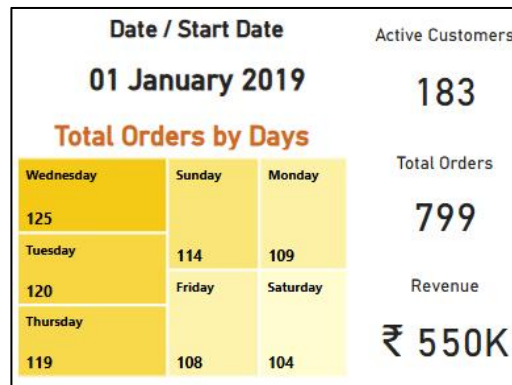 Date / Start Date
01 January 2019
Total Orders by Days
Wednesday
125
Tuesday
120
Thursday
119
Sunday
114
Monday
109
Friday
108
Saturday
104
Active Customers
183
Total Orders
799
Revenue
₹ 550K